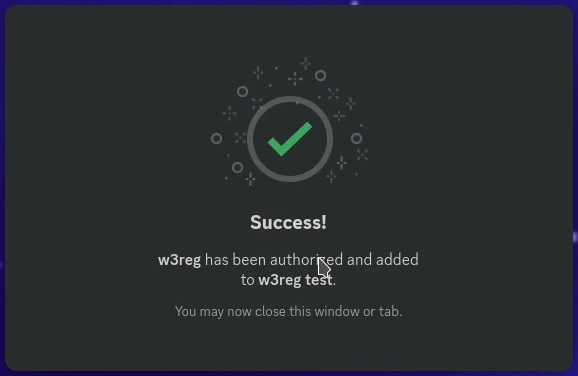 Success!
w3reg has been authorized and added
to w3reg test.
You may now close this window or tab.